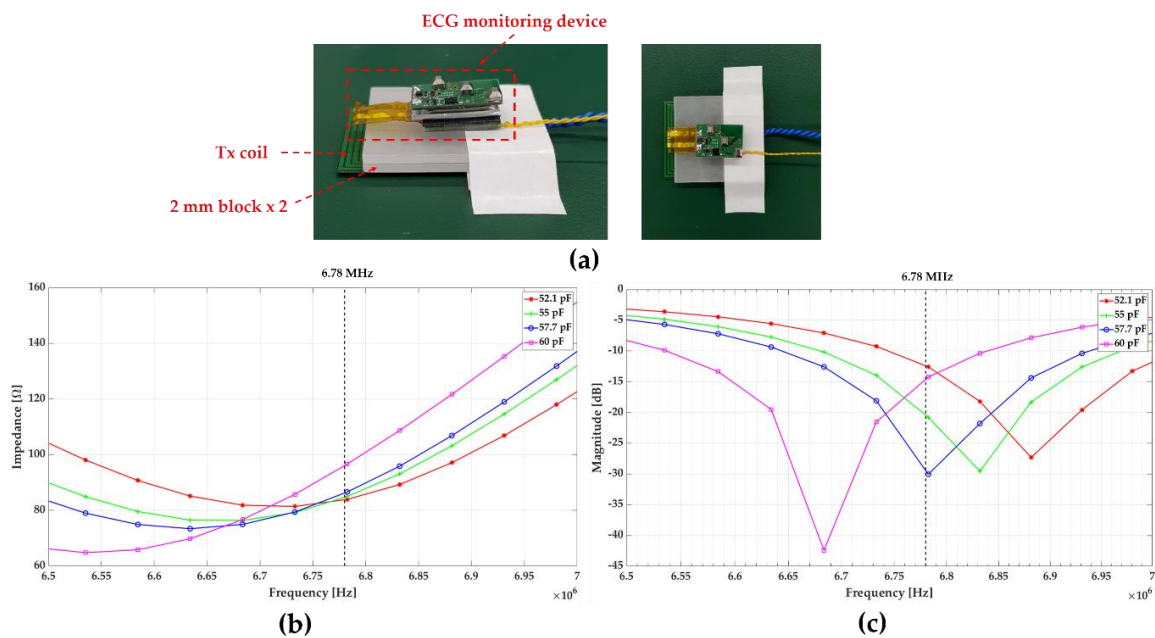 ECG monitoring device
Tx coil
2 mm block x 2
(a)
6.78 MHz
160
140
120
100
80
60
Impedance [Ω]
52.1 pF
55 pF
57.7 pF
60 pF
6.5 6.55 6.6 6.65 6.7 6.75 6.8 6.85 6.9 6.95 7
Frequency [Hz]
×10⁶
(b)
6.78 MHz
0
-5
-10
-15
-20
-25
-30
-35
-40
-45
Magnitude [dB]
52.1 pF
55 pF
57.7 pF
60 pF
6.5 6.55 6.6 6.65 6.7 6.75 6.8 6.85 6.9 6.95 7
Frequency [Hz]
×10⁶
(c)